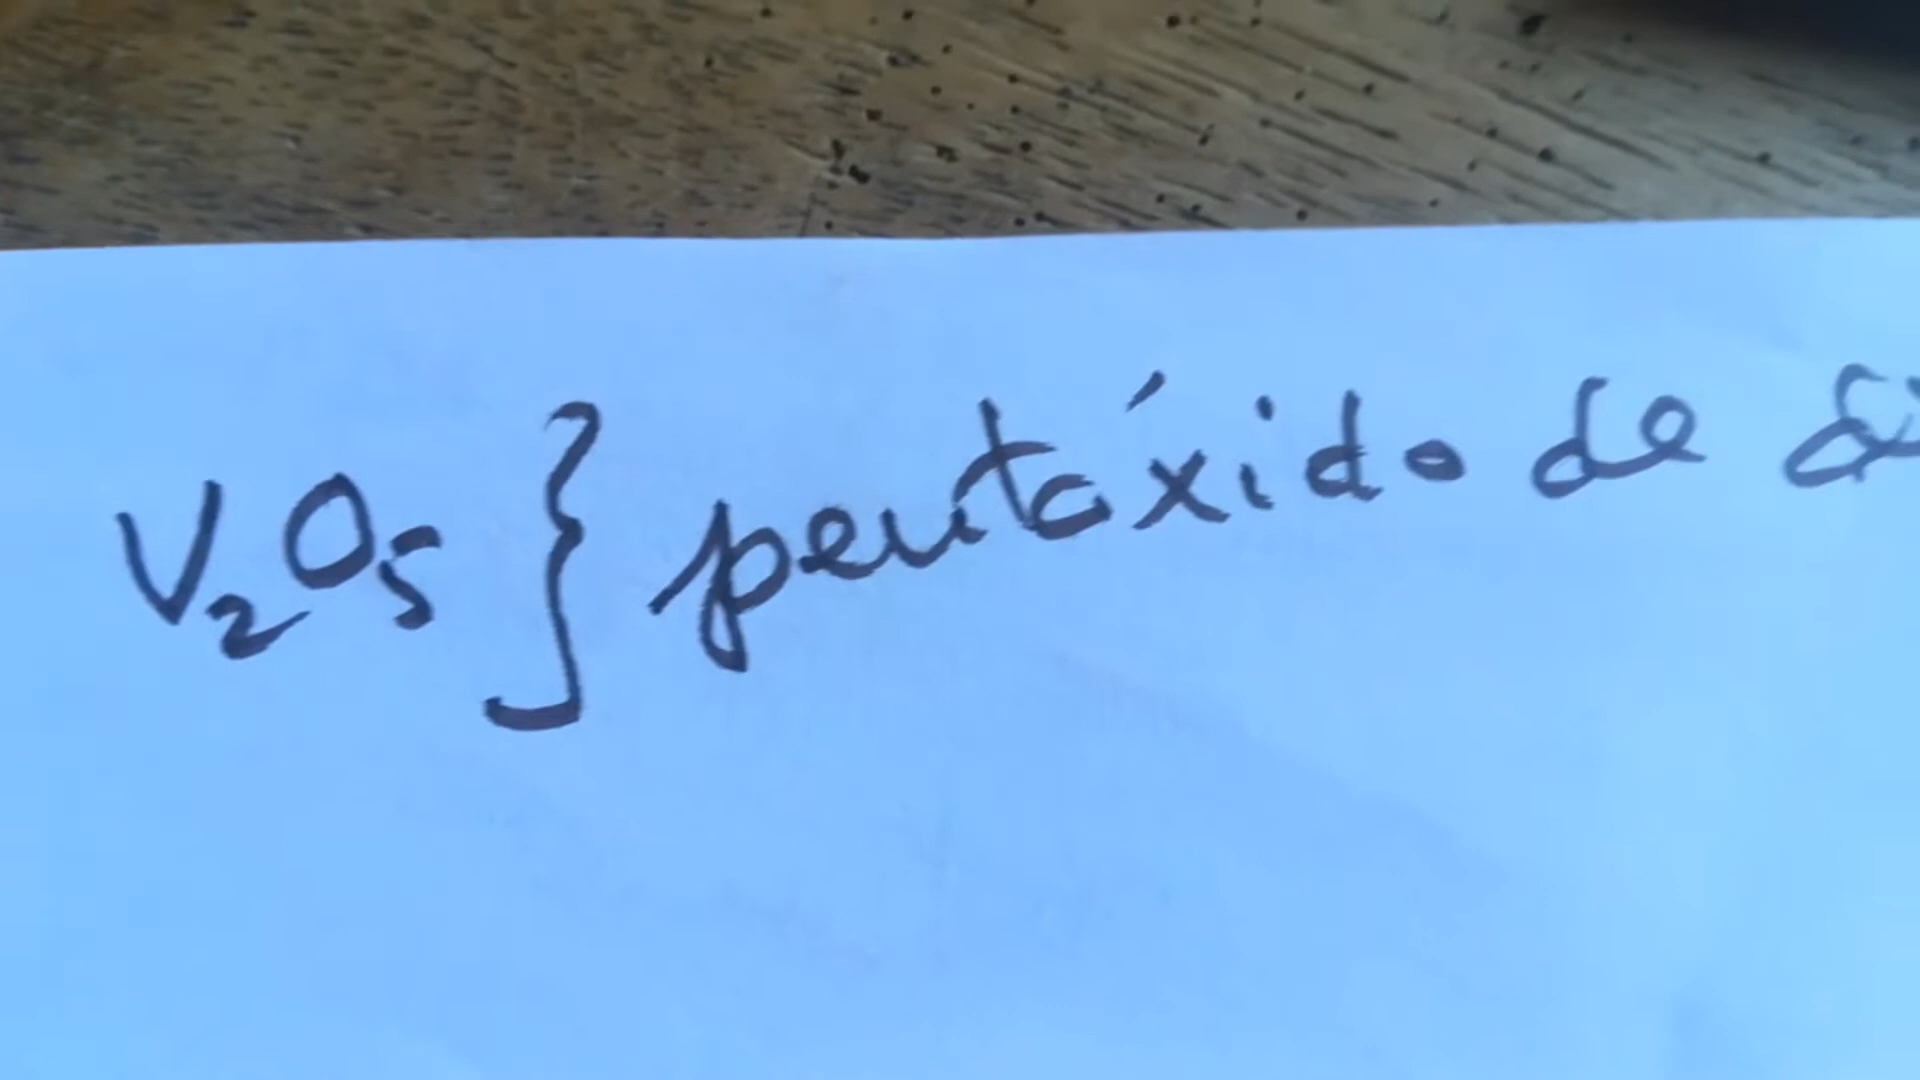 V₂O₅ } pentóxido de